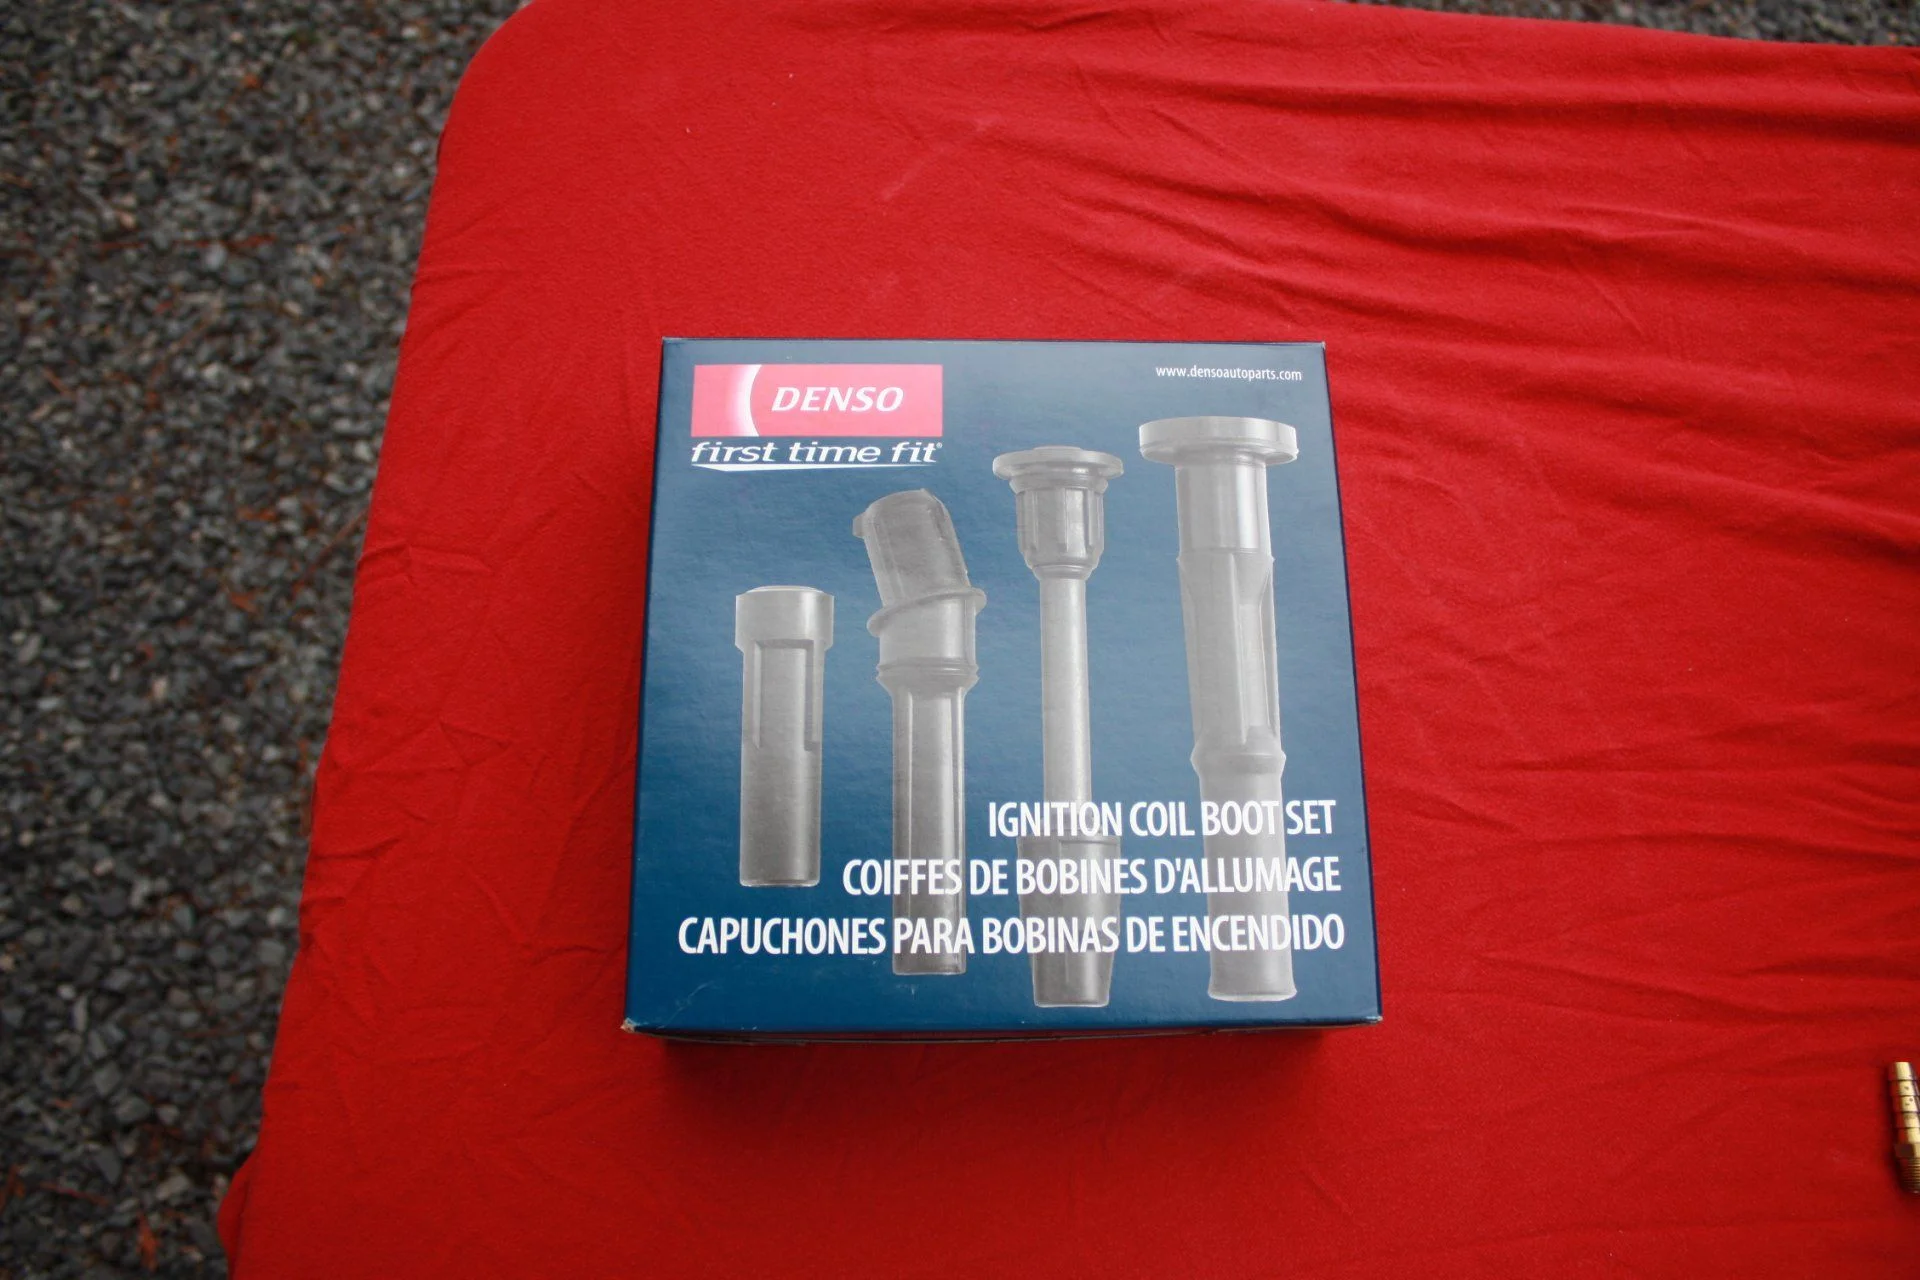 DENSO
first time fit®
www.densoautoparts.com
IGNITION COIL BOOT SET
COIFFES DE BOBINES D'ALLUMAGE
CAPUCHONES PARA BOBINAS DE ENCENDIDO